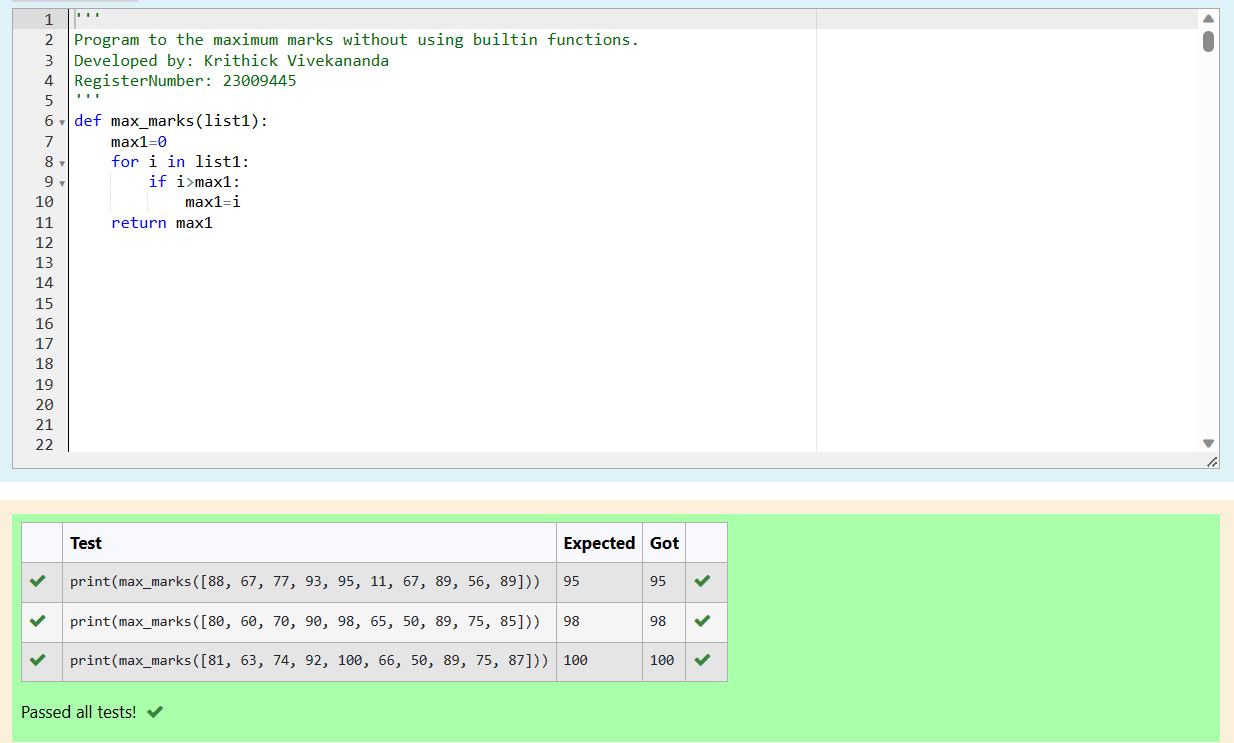 1 '''
2 Program to the maximum marks without using builtin functions.
3 Developed by: Krithick Vivekananda
4 RegisterNumber: 23009445
5 '''
6 def max_marks(list1):
7     max1=0
8     for i in list1:
9         if i>max1:
10             max1=i
11     return max1
12
13
14
15
16
17
18
19
20
21
22
Test Expected Got
print(max_marks([88, 67, 77, 93, 95, 11, 67, 89, 56, 89])) 95 95
print(max_marks([80, 60, 70, 90, 98, 65, 50, 89, 75, 85])) 98 98
print(max_marks([81, 63, 74, 92, 100, 66, 50, 89, 75, 87])) 100 100
Passed all tests!